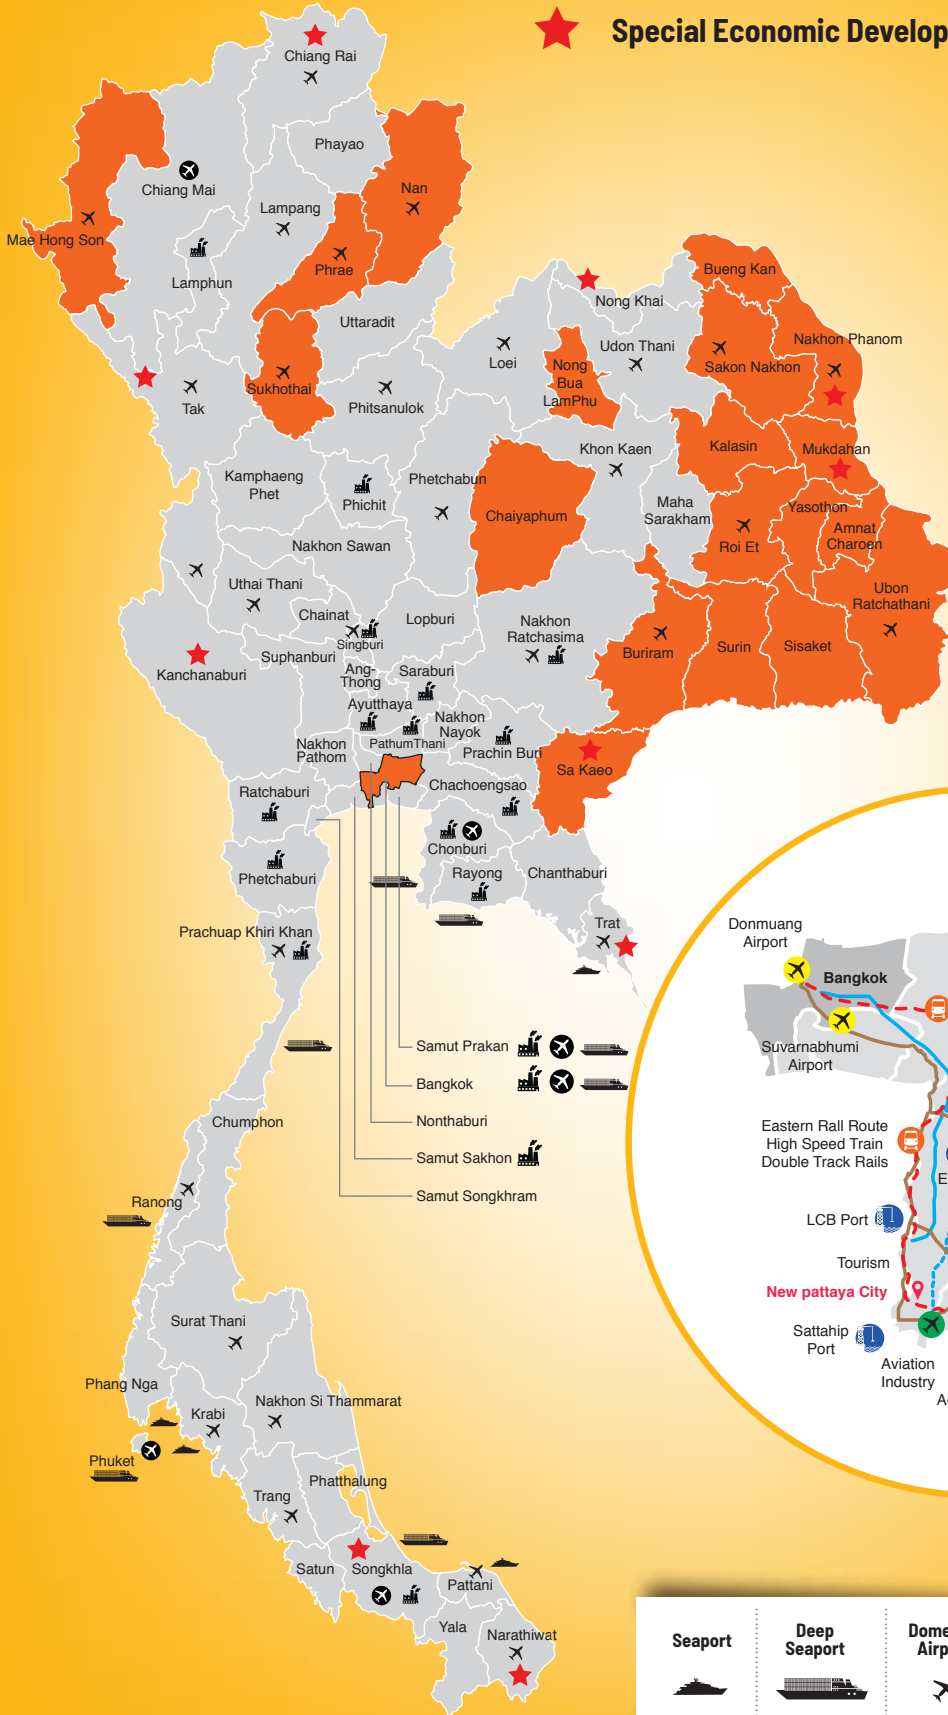 Special Economic Develop
Chiang Rai
Phayao
Chiang Mai
Nan
Lampang
Mae Hong Son
Phrae
Lamphun
Bueng Kan
Nong Khai
Uttaradit
Nakhon Phanom
Udon Thani
Loei
Nong
Bua
LamPhu
Sakon Nakhon
Sukhothai
Tak
Phitsanulok
Khon Kaen
Kalasin
Mukdahan
Kamphaeng
Phet
Phetchabun
Phichit
Maha
Sarakham
Chaiyaphum
Yasothon
Amnat
Charoen
Roi Et
Nakhon Sawan
Uthai Thani
Ubon
Ratchathani
Chainat
Lopburi
Nakhon
Ratchasima
Singburi
Suphanburi
Buriram
Surin
Sisaket
Kanchanaburi
Ang-
Thong
Saraburi
Ayutthaya
Nakhon
Nayok
Nakhon
Pathom
PathumThani
Prachin Buri
Sa Kaeo
Ratchaburi
Chachoengsao
Chonburi
Phetchaburi
Rayong
Chanthaburi
Prachuap Khiri Khan
Trat
Donmuang
Airport
Bangkok
Suvarnabhumi
Airport
Samut Prakan
Bangkok
Nonthaburi
Samut Sakhon
Samut Songkhram
Eastern Rall Route
High Speed Train
Double Track Rails
E
LCB Port
Tourism
New pattaya City
Sattahip
Port
Aviation
Industry
A
Chumphon
Ranong
Surat Thani
Phang Nga
Krabi
Nakhon Si Thammarat
Phuket
Phatthalung
Trang
Satun
Songkhla
Pattani
Yala
Narathiwat
Seaport
Deep
Seaport
Dome
Airp